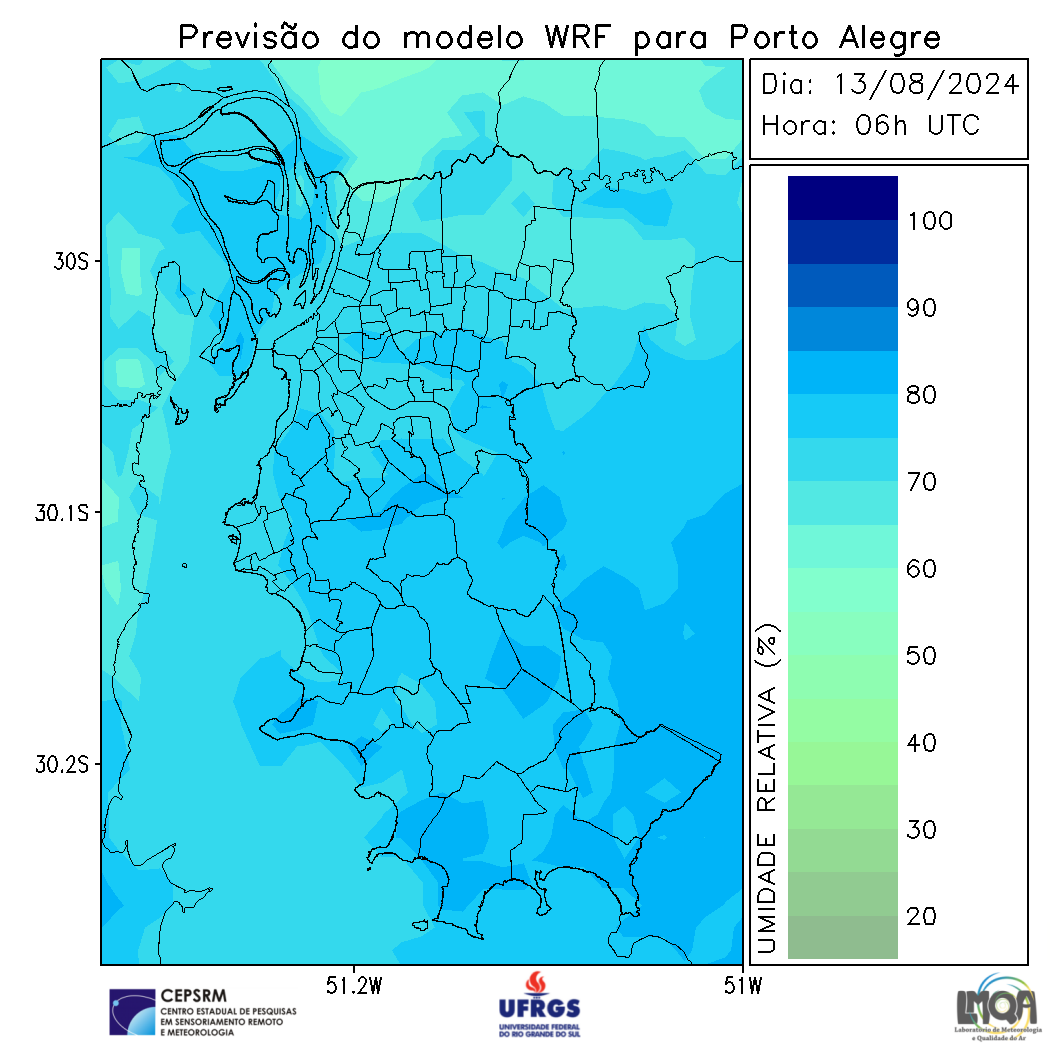 Previsão do modelo WRF para Porto Alegre
Dia: 13/08/2024
Hora: 06h UTC
30S
30.1S
30.2S
51.2W
51W
100
90
80
70
60
50
40
30
20
UMIDADE RELATIVA (%)
CEPSRM
CENTRO ESTADUAL DE PESQUISAS
EM SENSORIAMENTO REMOTO
E METEOROLOGIA
UFRGS
UNIVERSIDADE FEDERAL
DO RIO GRANDE DO SUL
LMQA
Laboratório de Meteorologia
e Qualidade do Ar